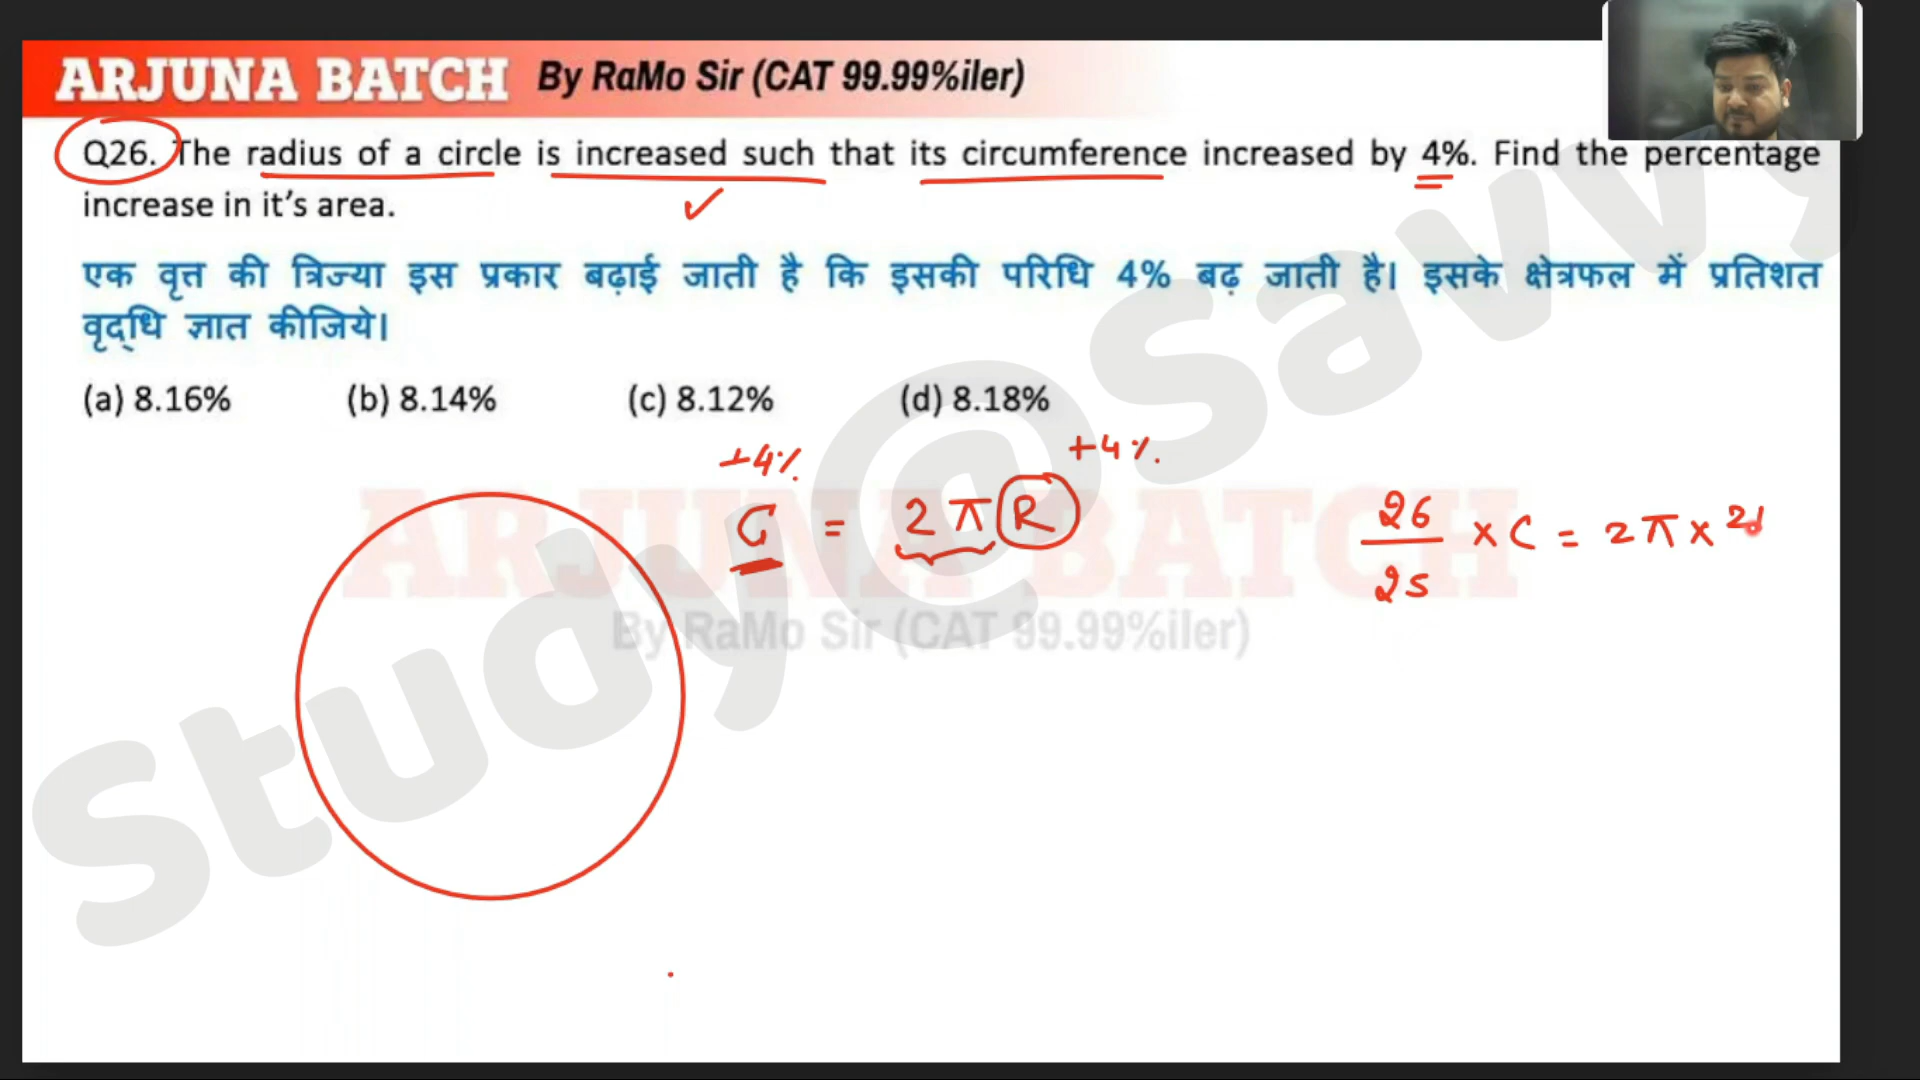 ARJUNA BATCH By RaMo Sir (CAT 99.99%iler)
Q26. The radius of a circle is increased such that its circumference increased by 4%. Find the percentage
increase in it's area.
एक वृत्त की त्रिज्या इस प्रकार बढ़ाई जाती है कि इसकी परिधि 4% बढ़ जाती है। इसके क्षेत्रफल में प्रतिशत
वृद्धि ज्ञात कीजिये।
(a) 8.16% (b) 8.14% (c) 8.12% (d) 8.18%
+4% +4%.
C = 2πR
26/25 × C = 2π ×
ARJUNA BATCH
By RaMo Sir (CAT 99.99%iler)
Study@Savvy